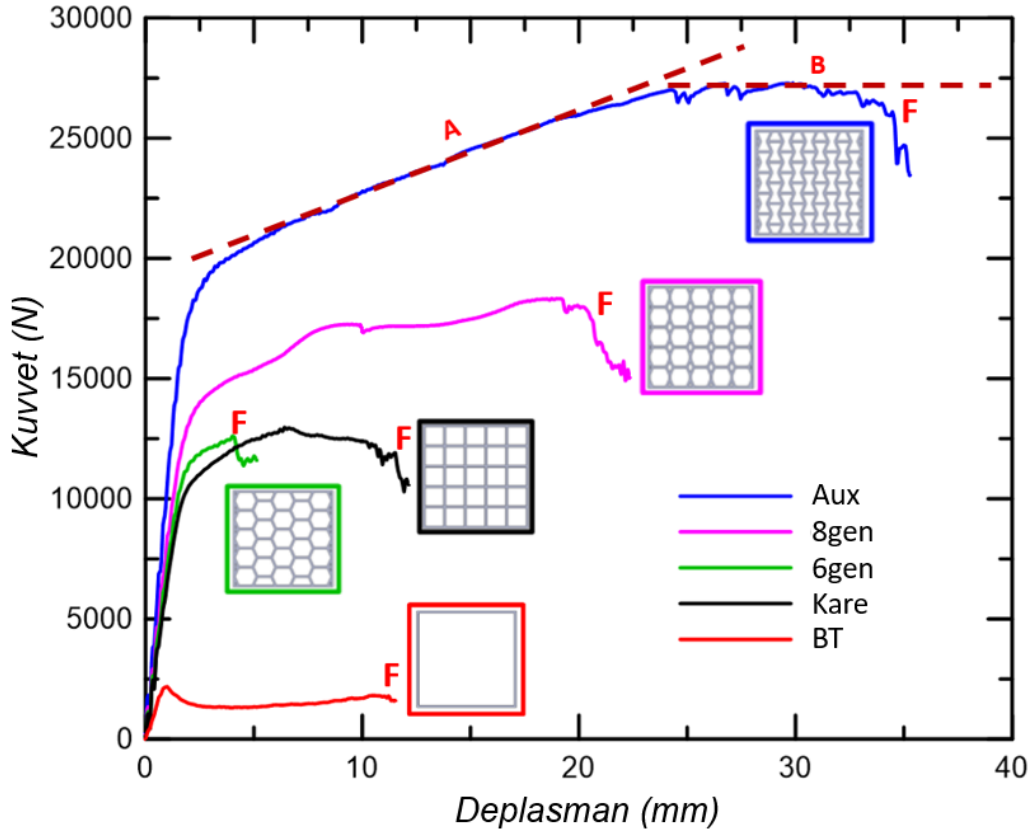 30000
25000
20000
15000
10000
5000
0
Kuvvet (N)
A
B
F
F
F
F
F
Aux
8gen
6gen
Kare
BT
0
10
20
30
40
Deplasman (mm)